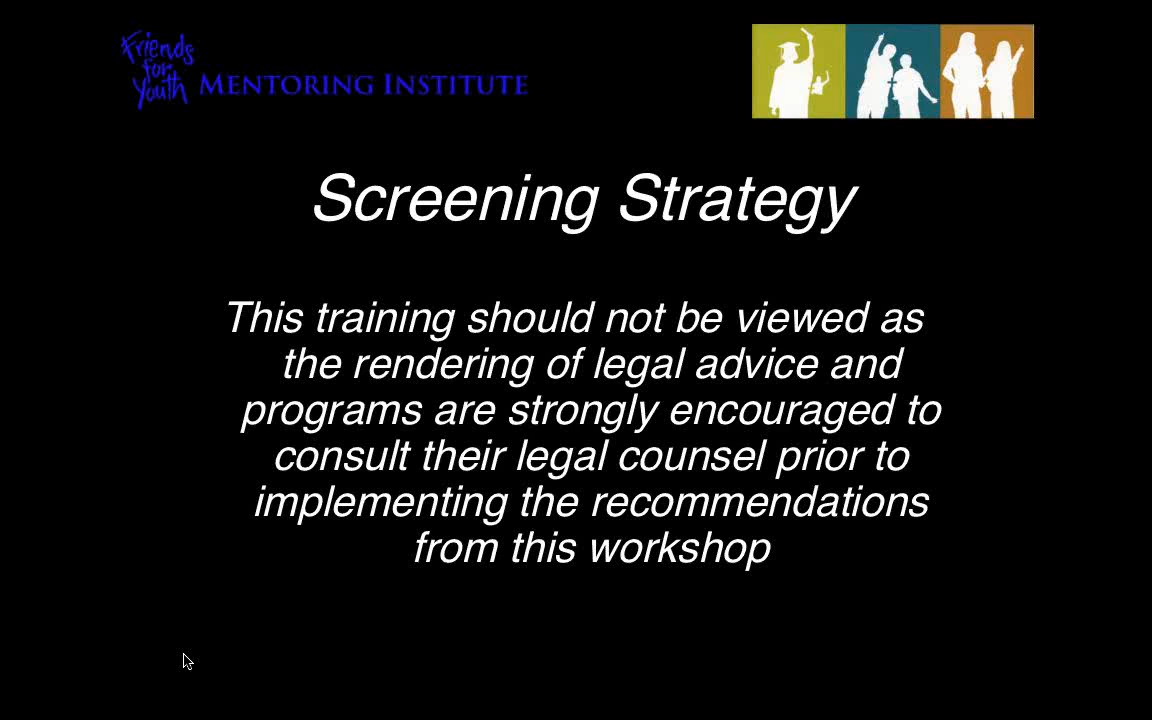 Friends
for
Youth MENTORING INSTITUTE
Screening Strategy
This training should not be viewed as
the rendering of legal advice and
programs are strongly encouraged to
consult their legal counsel prior to
implementing the recommendations
from this workshop